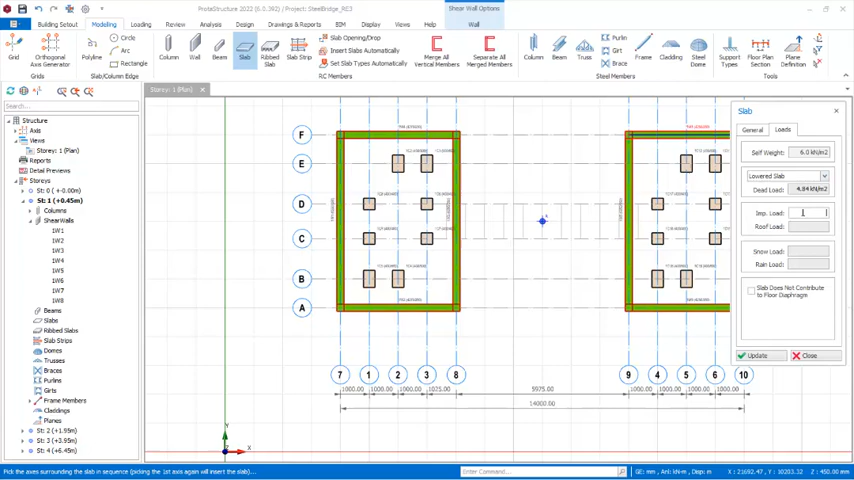 ProtaStructure 2022 (6.0.392) - Project: SteelBridge_RE3
Shear Wall Options
Building Setout
Modeling
Loading
Review
Analysis
Design
Drawings & Reports
BIM
Display
Views
Help
Wall
Grid
Orthogonal
Axis Generator
Grids
Polyline
Circle
Arc
Rectangle
Slab/Column Edge
Column
Wall
Beam
Slab
Ribbed
Slab
Slab Strip
Slab Opening/Drop
Insert Slabs Automatically
Set Slab Types Automatically
Merge All
Vertical Members
Separate All
Merged Members
RC Members
Column
Beam
Truss
Purlin
Girt
Brace
Frame
Cladding
Steel
Dome
Steel Members
Support
Types
Floor Plan
Section
Plane
Definition
Tools
Storey: 1 (Plan)
Search...
Structure
Axis
Views
Storey: 1 (Plan)
Reports
Detail Previews
Storeys
St: 0 (+-0.00m)
St: 1 (+0.45m)
Columns
ShearWalls
1W1
1W2
1W3
1W4
1W5
1W6
1W7
1W8
Beams
Slabs
Ribbed Slabs
Slab Strips
Domes
Trusses
Braces
Purlins
Girts
Frame Members
Claddings
Planes
St: 2 (+1.95m)
St: 3 (+3.95m)
St: 4 (+6.45m)
F
E
D
C
B
A
7
1
2
3
8
9
4
5
6
10
1000.00
1000.00
1000.00
1025.00
5975.00
1000.00
1000.00
1000.00
1000.00
14000.00
Y
X
Z
Slab
General
Loads
Self Weight:
6.0 kN/m2
Lowered Slab
Dead Load:
4.84 kN/m2
Imp. Load:
Roof Load:
Snow Load:
Rain Load:
Slab Does Not Contribute
to Floor Diaphragm
Update
Close
Pick the axes surrounding the slab in sequence (picking the 1st axis again will insert the slab)...
Enter Command...
GE: mm , Anl: kN-m , Disp: m
X : 21692.47 , Y : 10203.32
Z : 450.00 mm